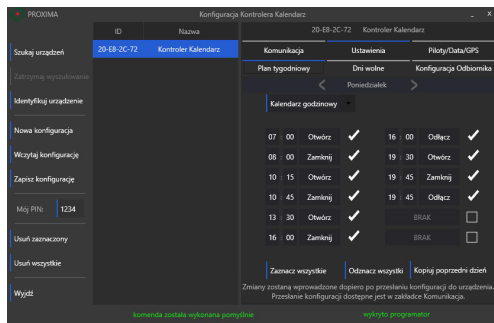 PROXIMA
Konfiguracja Kontrolera Kalendarz
ID Nazwa
20-E8-2C-72 Kontroler Kalendarz
20-E8-2C-72 Kontroler Kalendarz
Szukaj urządzeń
Zatrzymaj wyszukiwanie
Identyfikuj urządzenie
Nowa konfiguracja
Wczytaj konfigurację
Zapisz konfigurację
Mój PIN: 1234
Usuń zaznaczony
Usuń wszystkie
Wyjdź
Komunikacja Ustawienia Piloty/Data/GPS
Plan tygodniowy Dni wolne Konfiguracja Odbiornika
Poniedziałek
Kalendarz godzinowy
07 : 00 Otwórz 16 : 00 Odłącz
08 : 00 Zamknij 19 : 30 Otwórz
10 : 15 Otwórz 19 : 45 Zamknij
10 : 45 Zamknij 19 : 45 Odłącz
13 : 30 Otwórz BRAK
16 : 00 Zamknij BRAK
Zaznacz wszystkie Odznacz wszystki Kopiuj poprzedni dzień
Zmiany zostaną wprowadzone dopiero po przesłaniu konfiguracji do urządzenia.
Przesłanie konfiguracji dostępne jest w zakładce Komunikacja.
komenda została wykonana pomyślnie wykryto programator